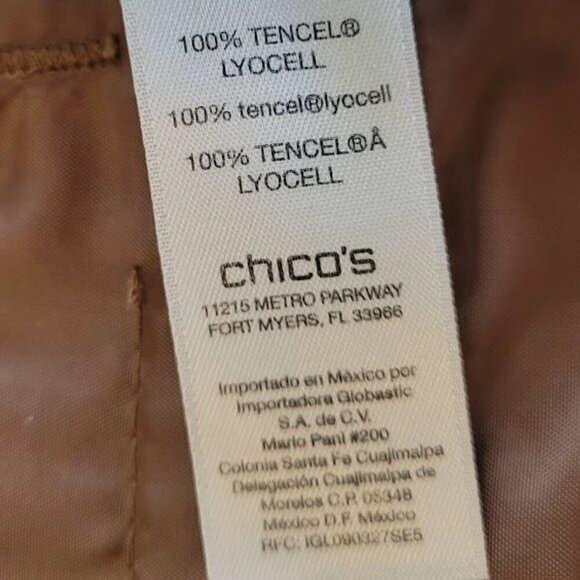 100% TENCEL®
LYOCELL
100% tencel®lyocell
100% TENCEL®Å
LYOCELL
chico's
11215 METRO PARKWAY
FORT MYERS, FL 33966
Importado en México por
Importadora Globastic
S.A. de C.V.
Mario Pani #200
Colonia Santa Fe Cuajimalpa
Delegación Cuajimalpa de
Morelos C.P. 05348
México D.F. México
RFC: IGL090327SE5